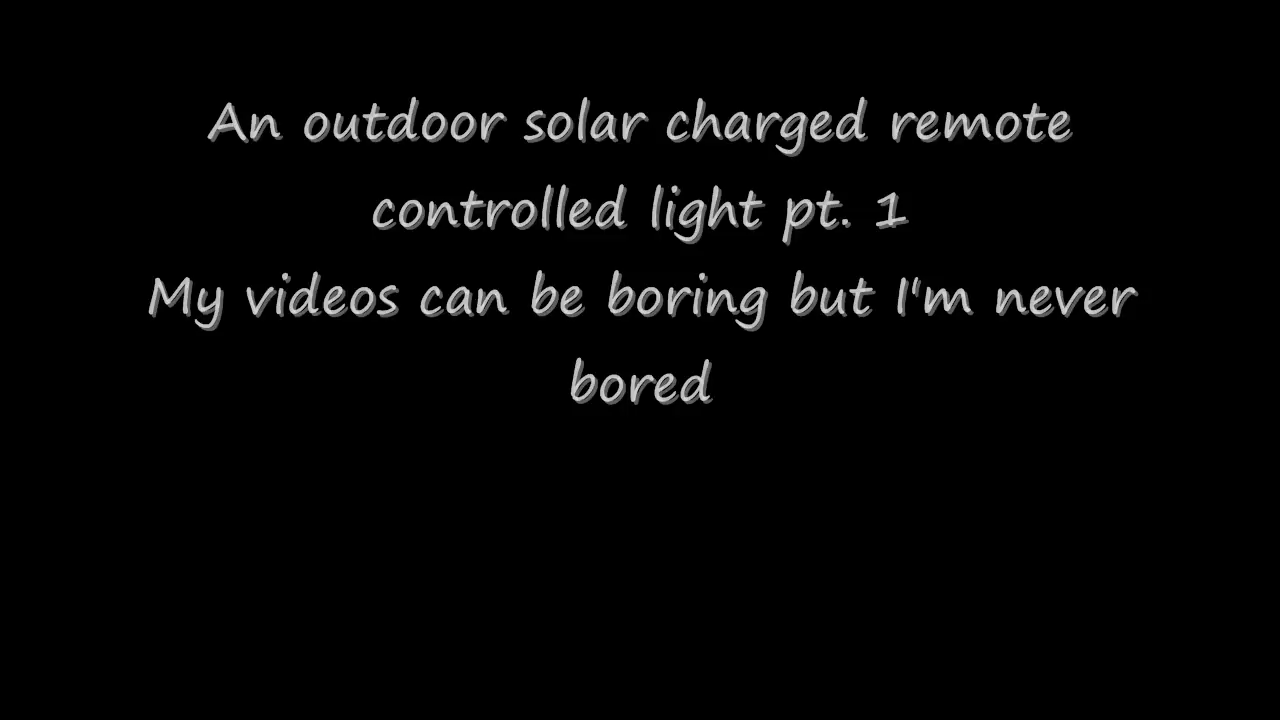 An outdoor solar charged remote
controlled light pt. 1
My videos can be boring but I'm never
bored